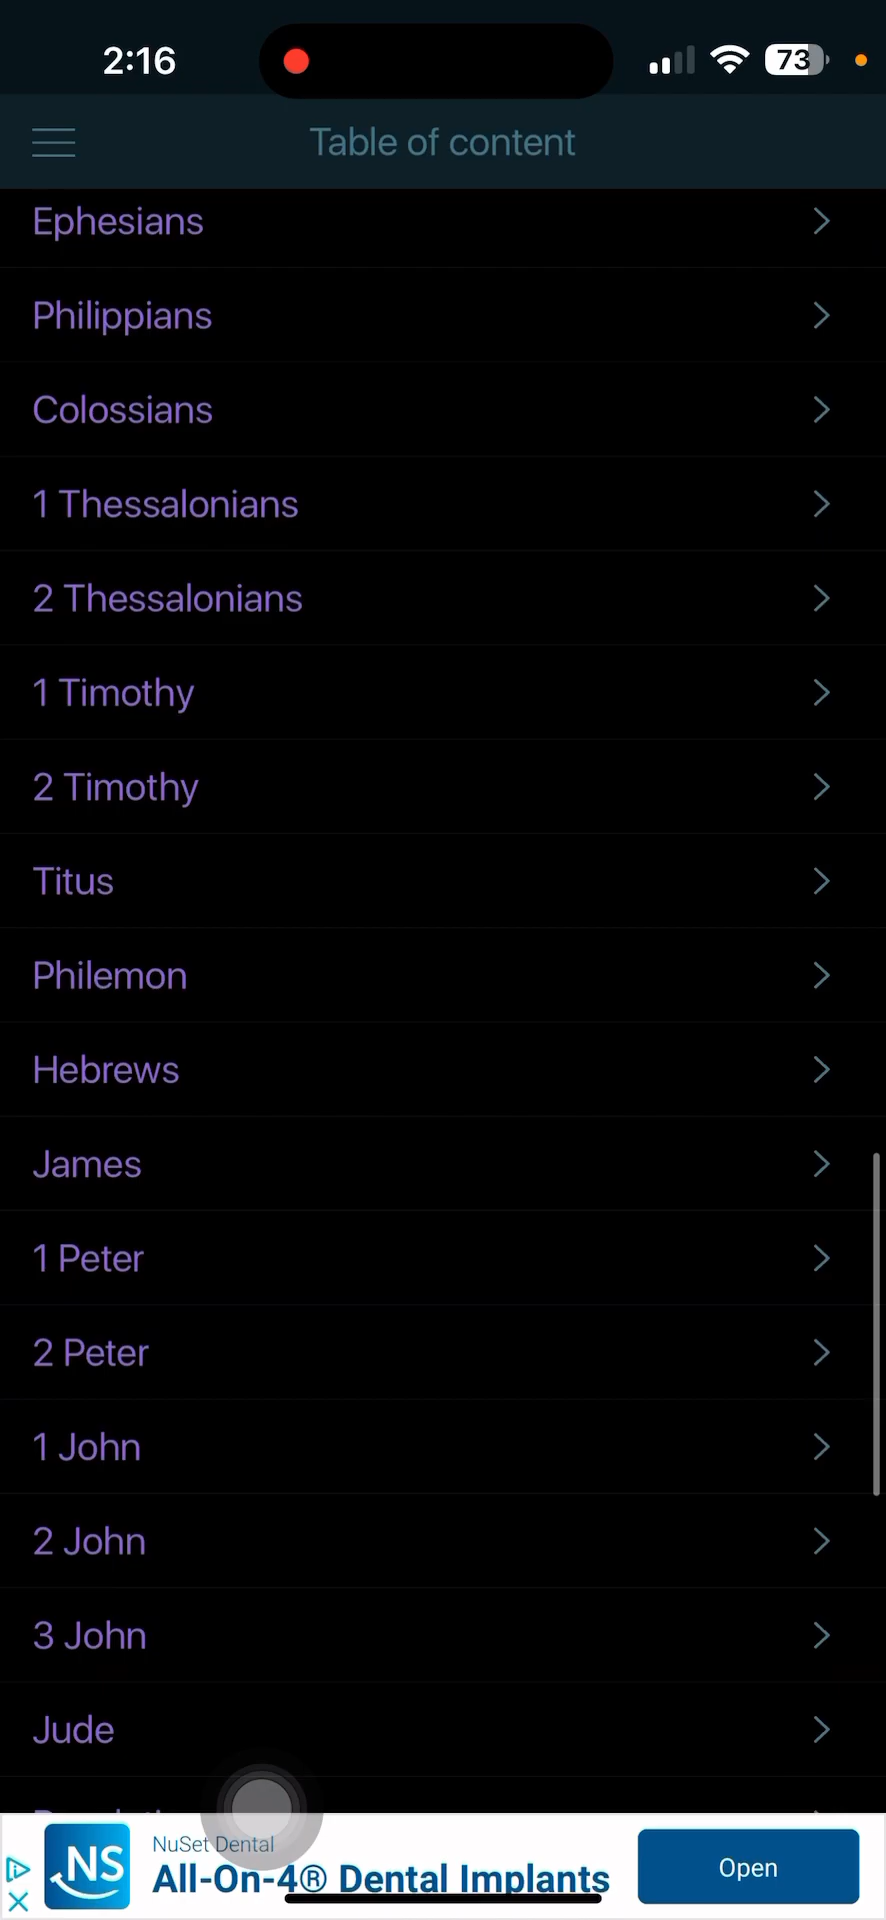 2:16
73
Table of content
Ephesians
Philippians
Colossians
1 Thessalonians
2 Thessalonians
1 Timothy
2 Timothy
Titus
Philemon
Hebrews
James
1 Peter
2 Peter
1 John
2 John
3 John
Jude
NS
NuSet Dental
All-On-4® Dental Implants
Open